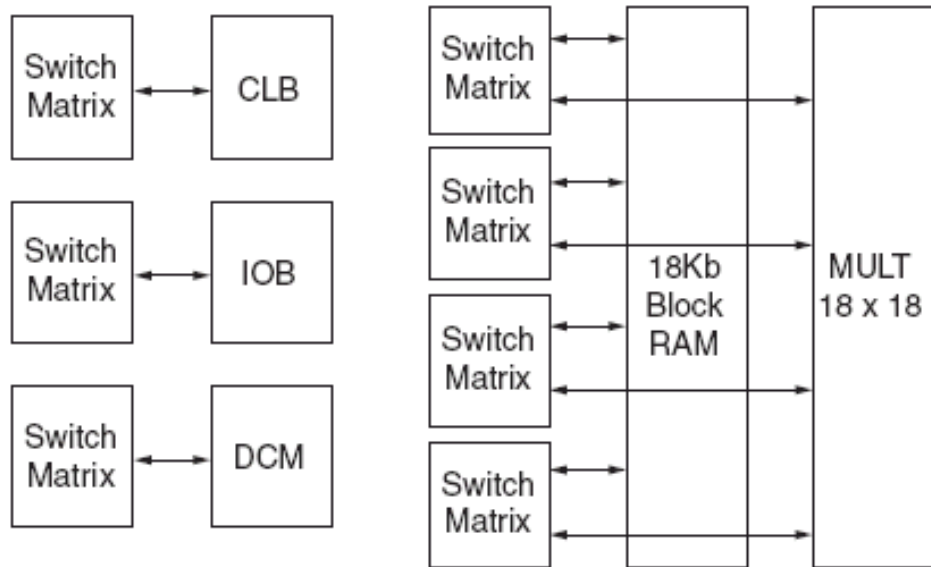 Switch
Matrix
CLB
Switch
Matrix
IOB
Switch
Matrix
DCM
Switch
Matrix
Switch
Matrix
Switch
Matrix
Switch
Matrix
18Kb
Block
RAM
MULT
18 x 18